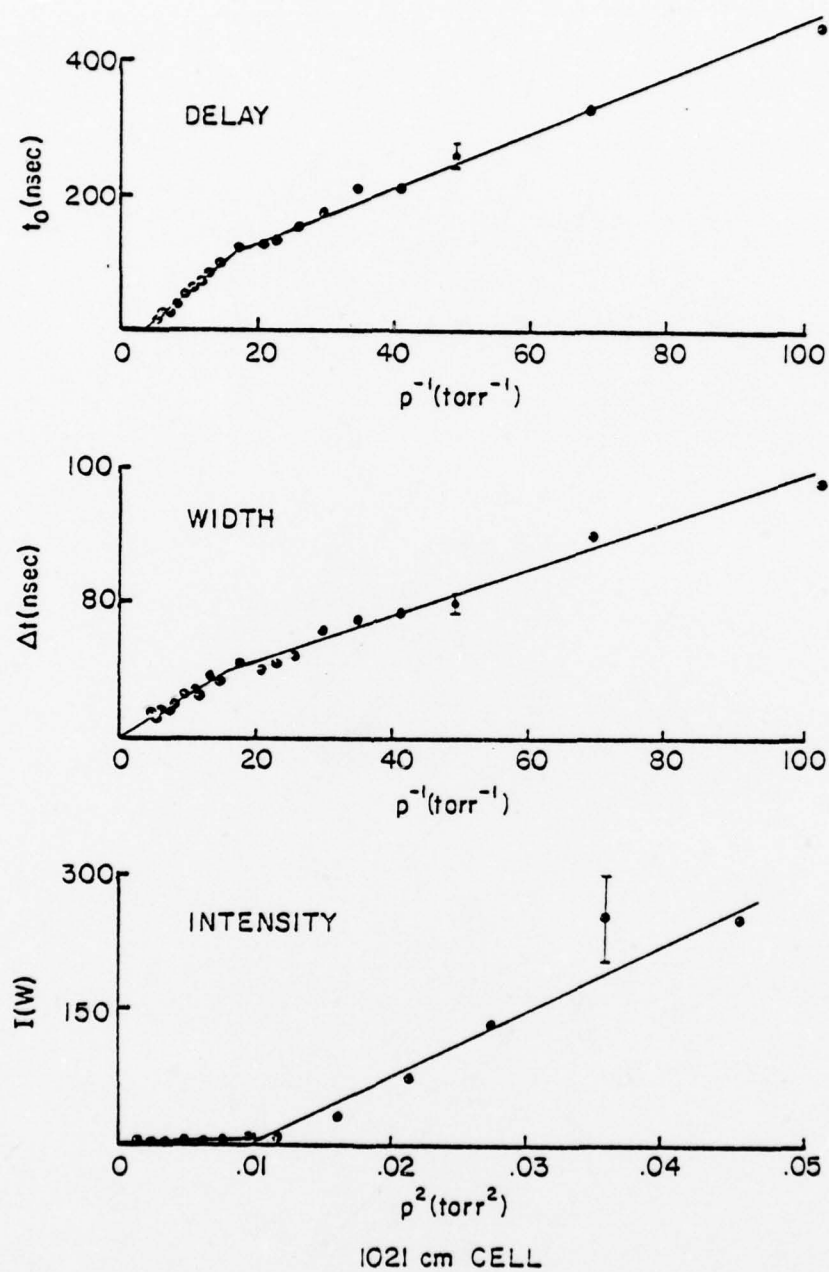 400
DELAY
t₀(nsec)
200
0 20 40 60 80 100
p⁻¹(torr⁻¹)
100
WIDTH
Δt(nsec)
80
0 20 40 60 80 100
p⁻¹(torr⁻¹)
300
INTENSITY
I(W)
150
0 .01 .02 .03 .04 .05
p²(torr²)
1021 cm CELL